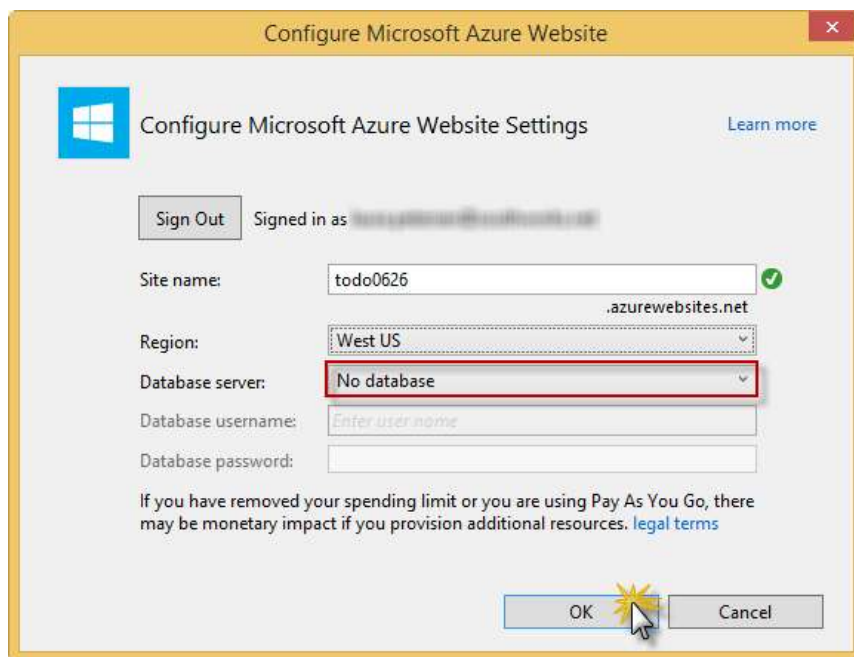 Configure Microsoft Azure Website
Configure Microsoft Azure Website Settings
Learn more
Sign Out
Signed in as
Site name:
todo0626
.azurewebsites.net
Region:
West US
Database server:
No database
Database username:
Enter user name
Database password:
If you have removed your spending limit or you are using Pay As You Go, there
may be monetary impact if you provision additional resources. legal terms
OK
Cancel